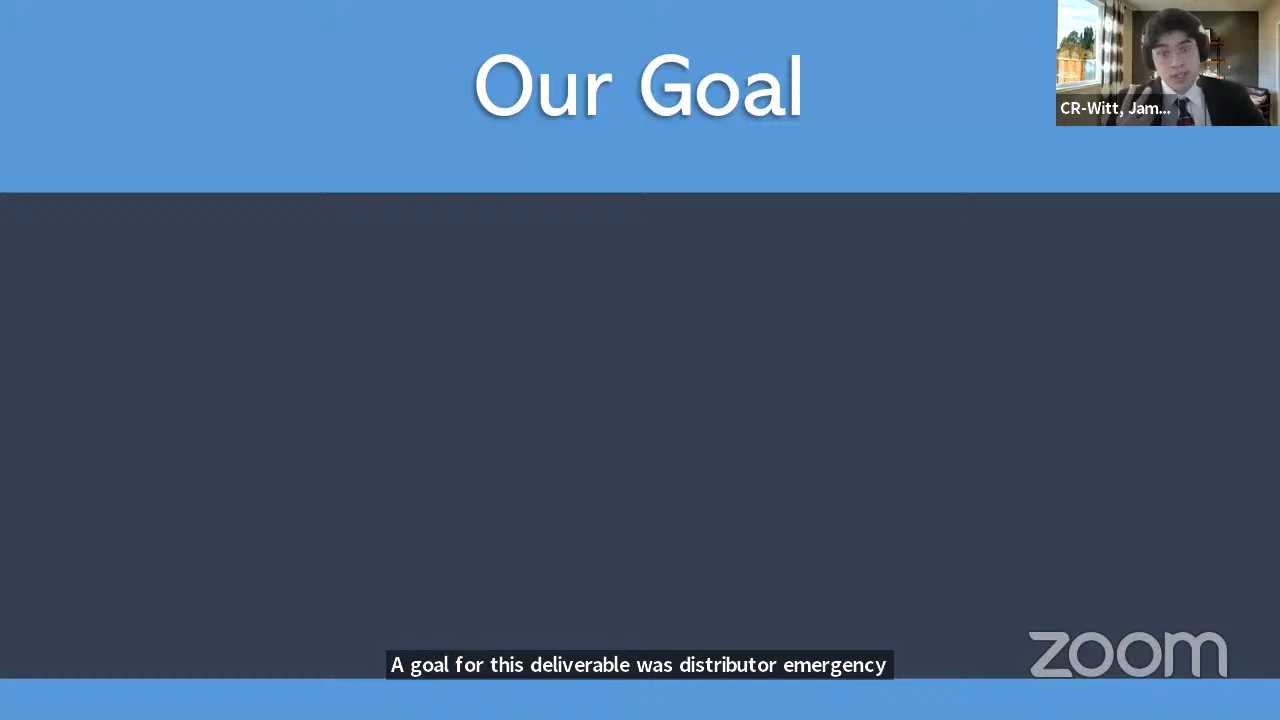 Our Goal
CR-Witt, Jam...
A goal for this deliverable was distributor emergency
zoom